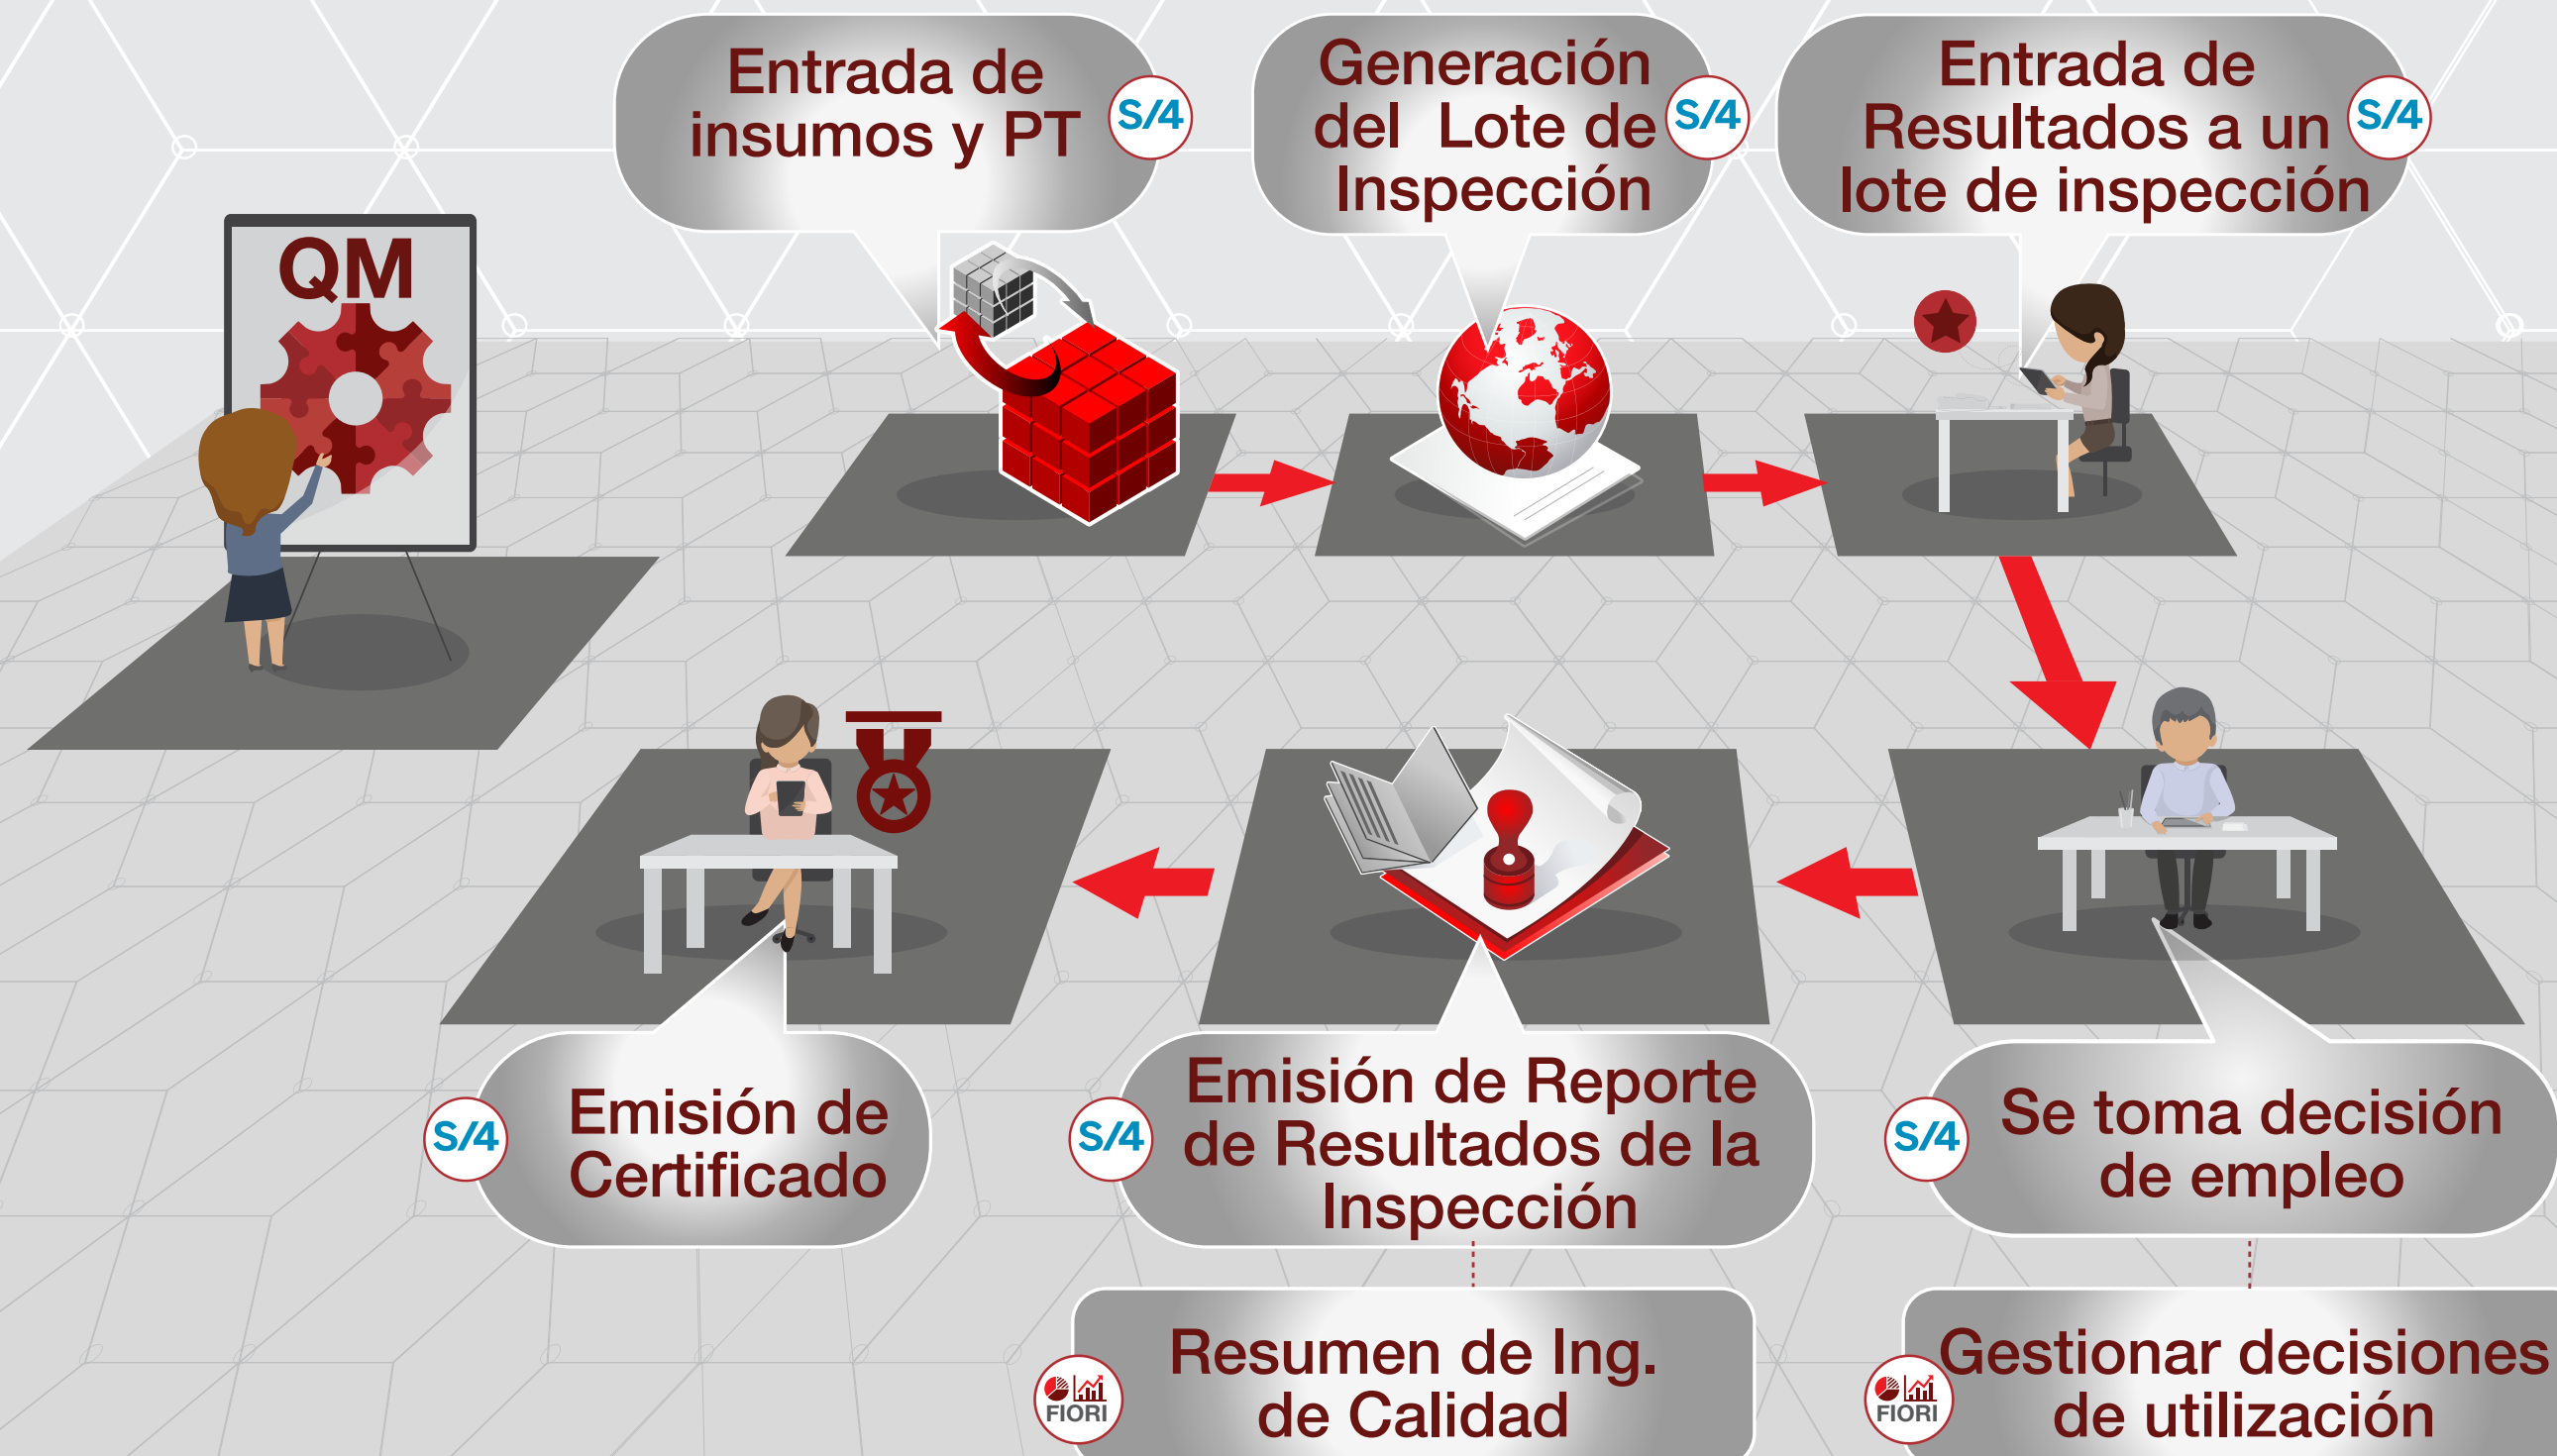 QM
Entrada de
insumos y PT
S/4
Generación
del Lote de
Inspección
S/4
Entrada de
Resultados a un
lote de inspección
S/4
S/4
Emisión de
Certificado
S/4
Emisión de Reporte
de Resultados de la
Inspección
S/4
Se toma decisión
de empleo
FIORI
Resumen de Ing.
de Calidad
FIORI
Gestionar decisiones
de utilización